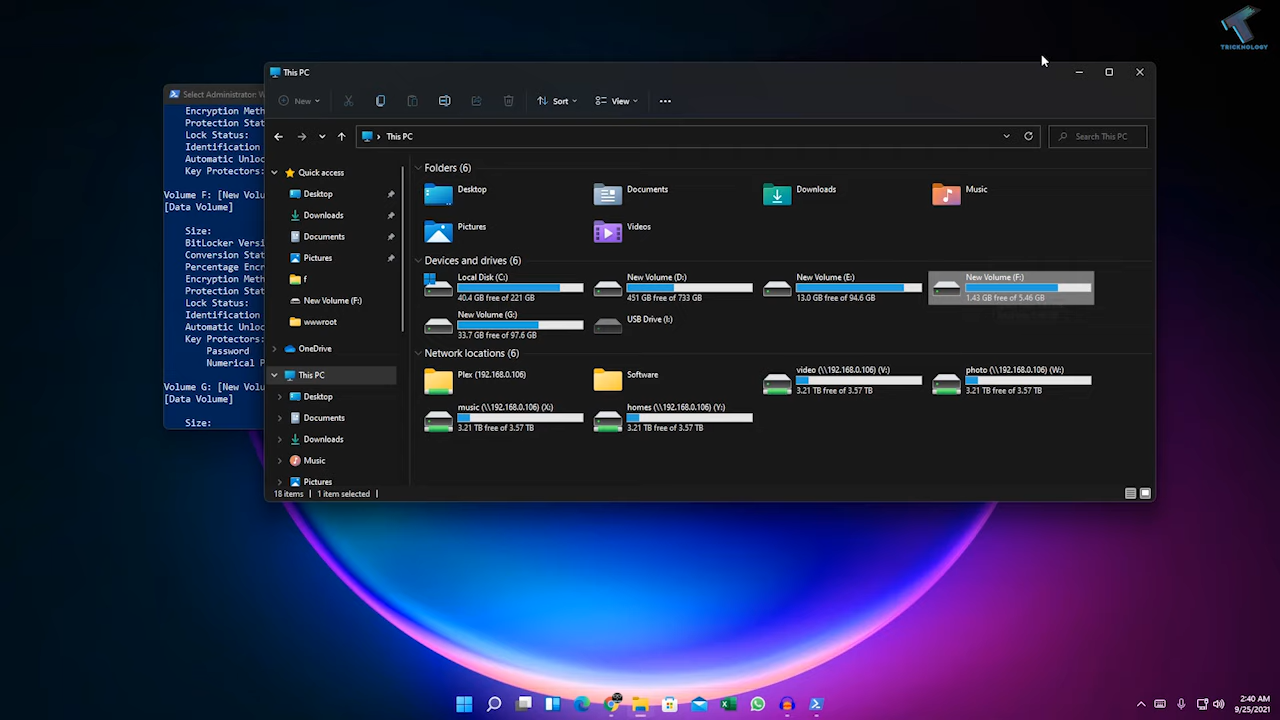 TRICKNOLOGY
This PC
Select Administrator: W
New
Sort
View
This PC
Search This PC
Encryption Meth
Protection Stat
Lock Status:
Identification
Automatic Unloc
Key Protectors:
Volume F: [New Volu
[Data Volume]
Size:
BitLocker Versi
Conversion Stat
Percentage Encr
Encryption Meth
Protection Stat
Lock Status:
Identification
Automatic Unloc
Key Protectors:
Password
Numerical P
Volume G: [New Volu
[Data Volume]
Size:
Quick access
Desktop
Downloads
Documents
Pictures
f
New Volume (F:)
wwwroot
OneDrive
This PC
Desktop
Documents
Downloads
Music
Pictures
Folders (6)
Desktop
Documents
Downloads
Music
Pictures
Videos
Devices and drives (6)
Local Disk (C:)
40.4 GB free of 221 GB
New Volume (D:)
451 GB free of 733 GB
New Volume (E:)
13.0 GB free of 94.6 GB
New Volume (F:)
1.43 GB free of 5.46 GB
New Volume (G:)
33.7 GB free of 97.6 GB
USB Drive (I:)
Network locations (6)
Plex (192.168.0.106)
Software
video (\\192.168.0.106) (V:)
3.21 TB free of 3.57 TB
photo (\\192.168.0.106) (W:)
3.21 TB free of 3.57 TB
music (\\192.168.0.106) (X:)
3.21 TB free of 3.57 TB
homes (\\192.168.0.106) (Y:)
3.21 TB free of 3.57 TB
18 items
1 item selected
2:40 AM
9/25/2021